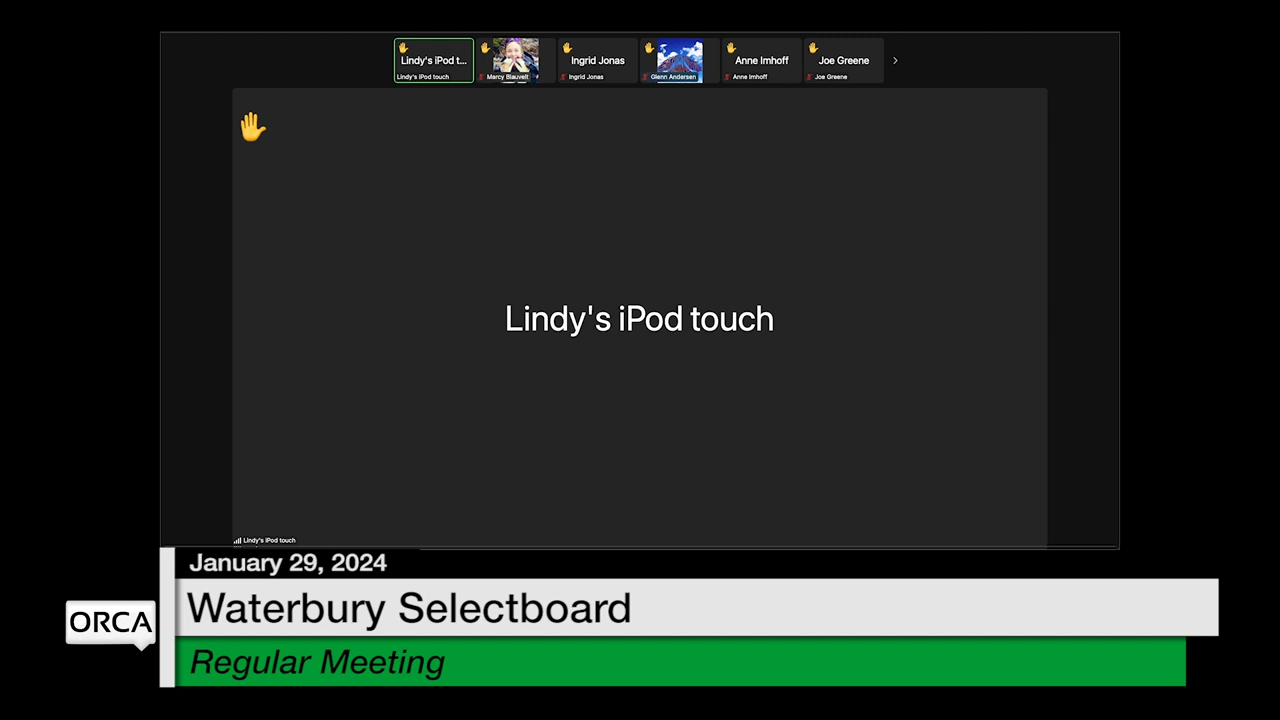 Lindy's iPod t...
Ingrid Jonas
Anne Imhoff
Joe Greene
Lindy's iPod touch
Marcy Blauvelt
Ingrid Jonas
Glenn Andersen
Anne Imhoff
Joe Greene
Lindy's iPod touch
Lindy's iPod touch
January 29, 2024
Waterbury Selectboard
ORCA
Regular Meeting